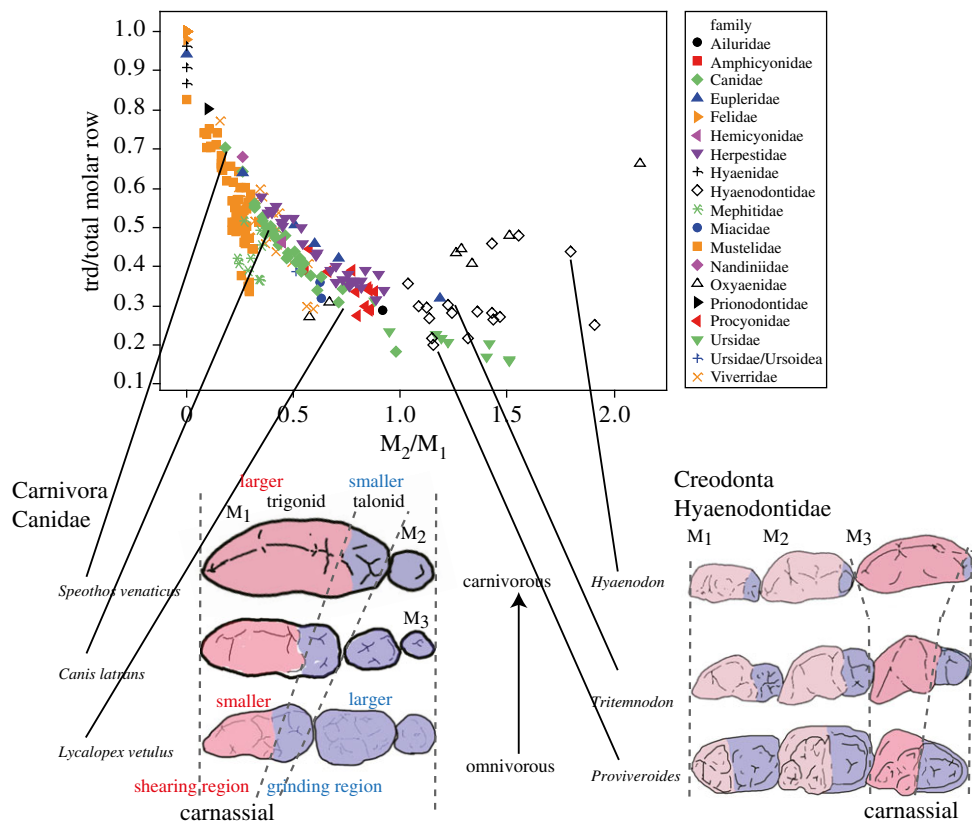 trd/total molar row
1.0
0.9
0.8
0.7
0.6
0.5
0.4
0.3
0.2
0.1
0
0.5
1.0
1.5
2.0
M2/M1
family
Ailuridae
Amphicyonidae
Canidae
Eupleridae
Felidae
Hemicyonidae
Herpestidae
Hyaenidae
Hyaenodontidae
Mephitidae
Miacidae
Mustelidae
Nandiniidae
Oxyaenidae
Prionodontidae
Procyonidae
Ursidae
Ursidae/Ursoidea
Viverridae
Carnivora
Canidae
larger
smaller
trigonid
talonid
M1
M2
Speothos venaticus
M3
Canis latrans
smaller
larger
Lycalopex vetulus
shearing region
grinding region
carnassial
carnivorous
omnivorous
Creodonta
Hyaenodontidae
M1
M2
M3
Hyaenodon
Tritemnodon
Proviveroides
carnassial